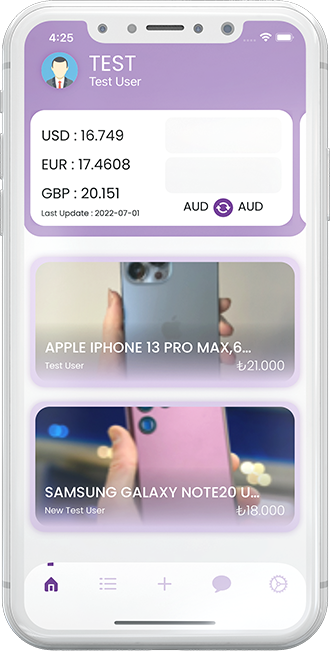 4:25
TEST
Test User
USD : 16.749
EUR : 17.4608
GBP : 20.151
Last Update : 2022-07-01
AUD AUD
APPLE IPHONE 13 PRO MAX,6...
Test User
₺21.000
SAMSUNG GALAXY NOTE20 U...
New Test User
₺18.000